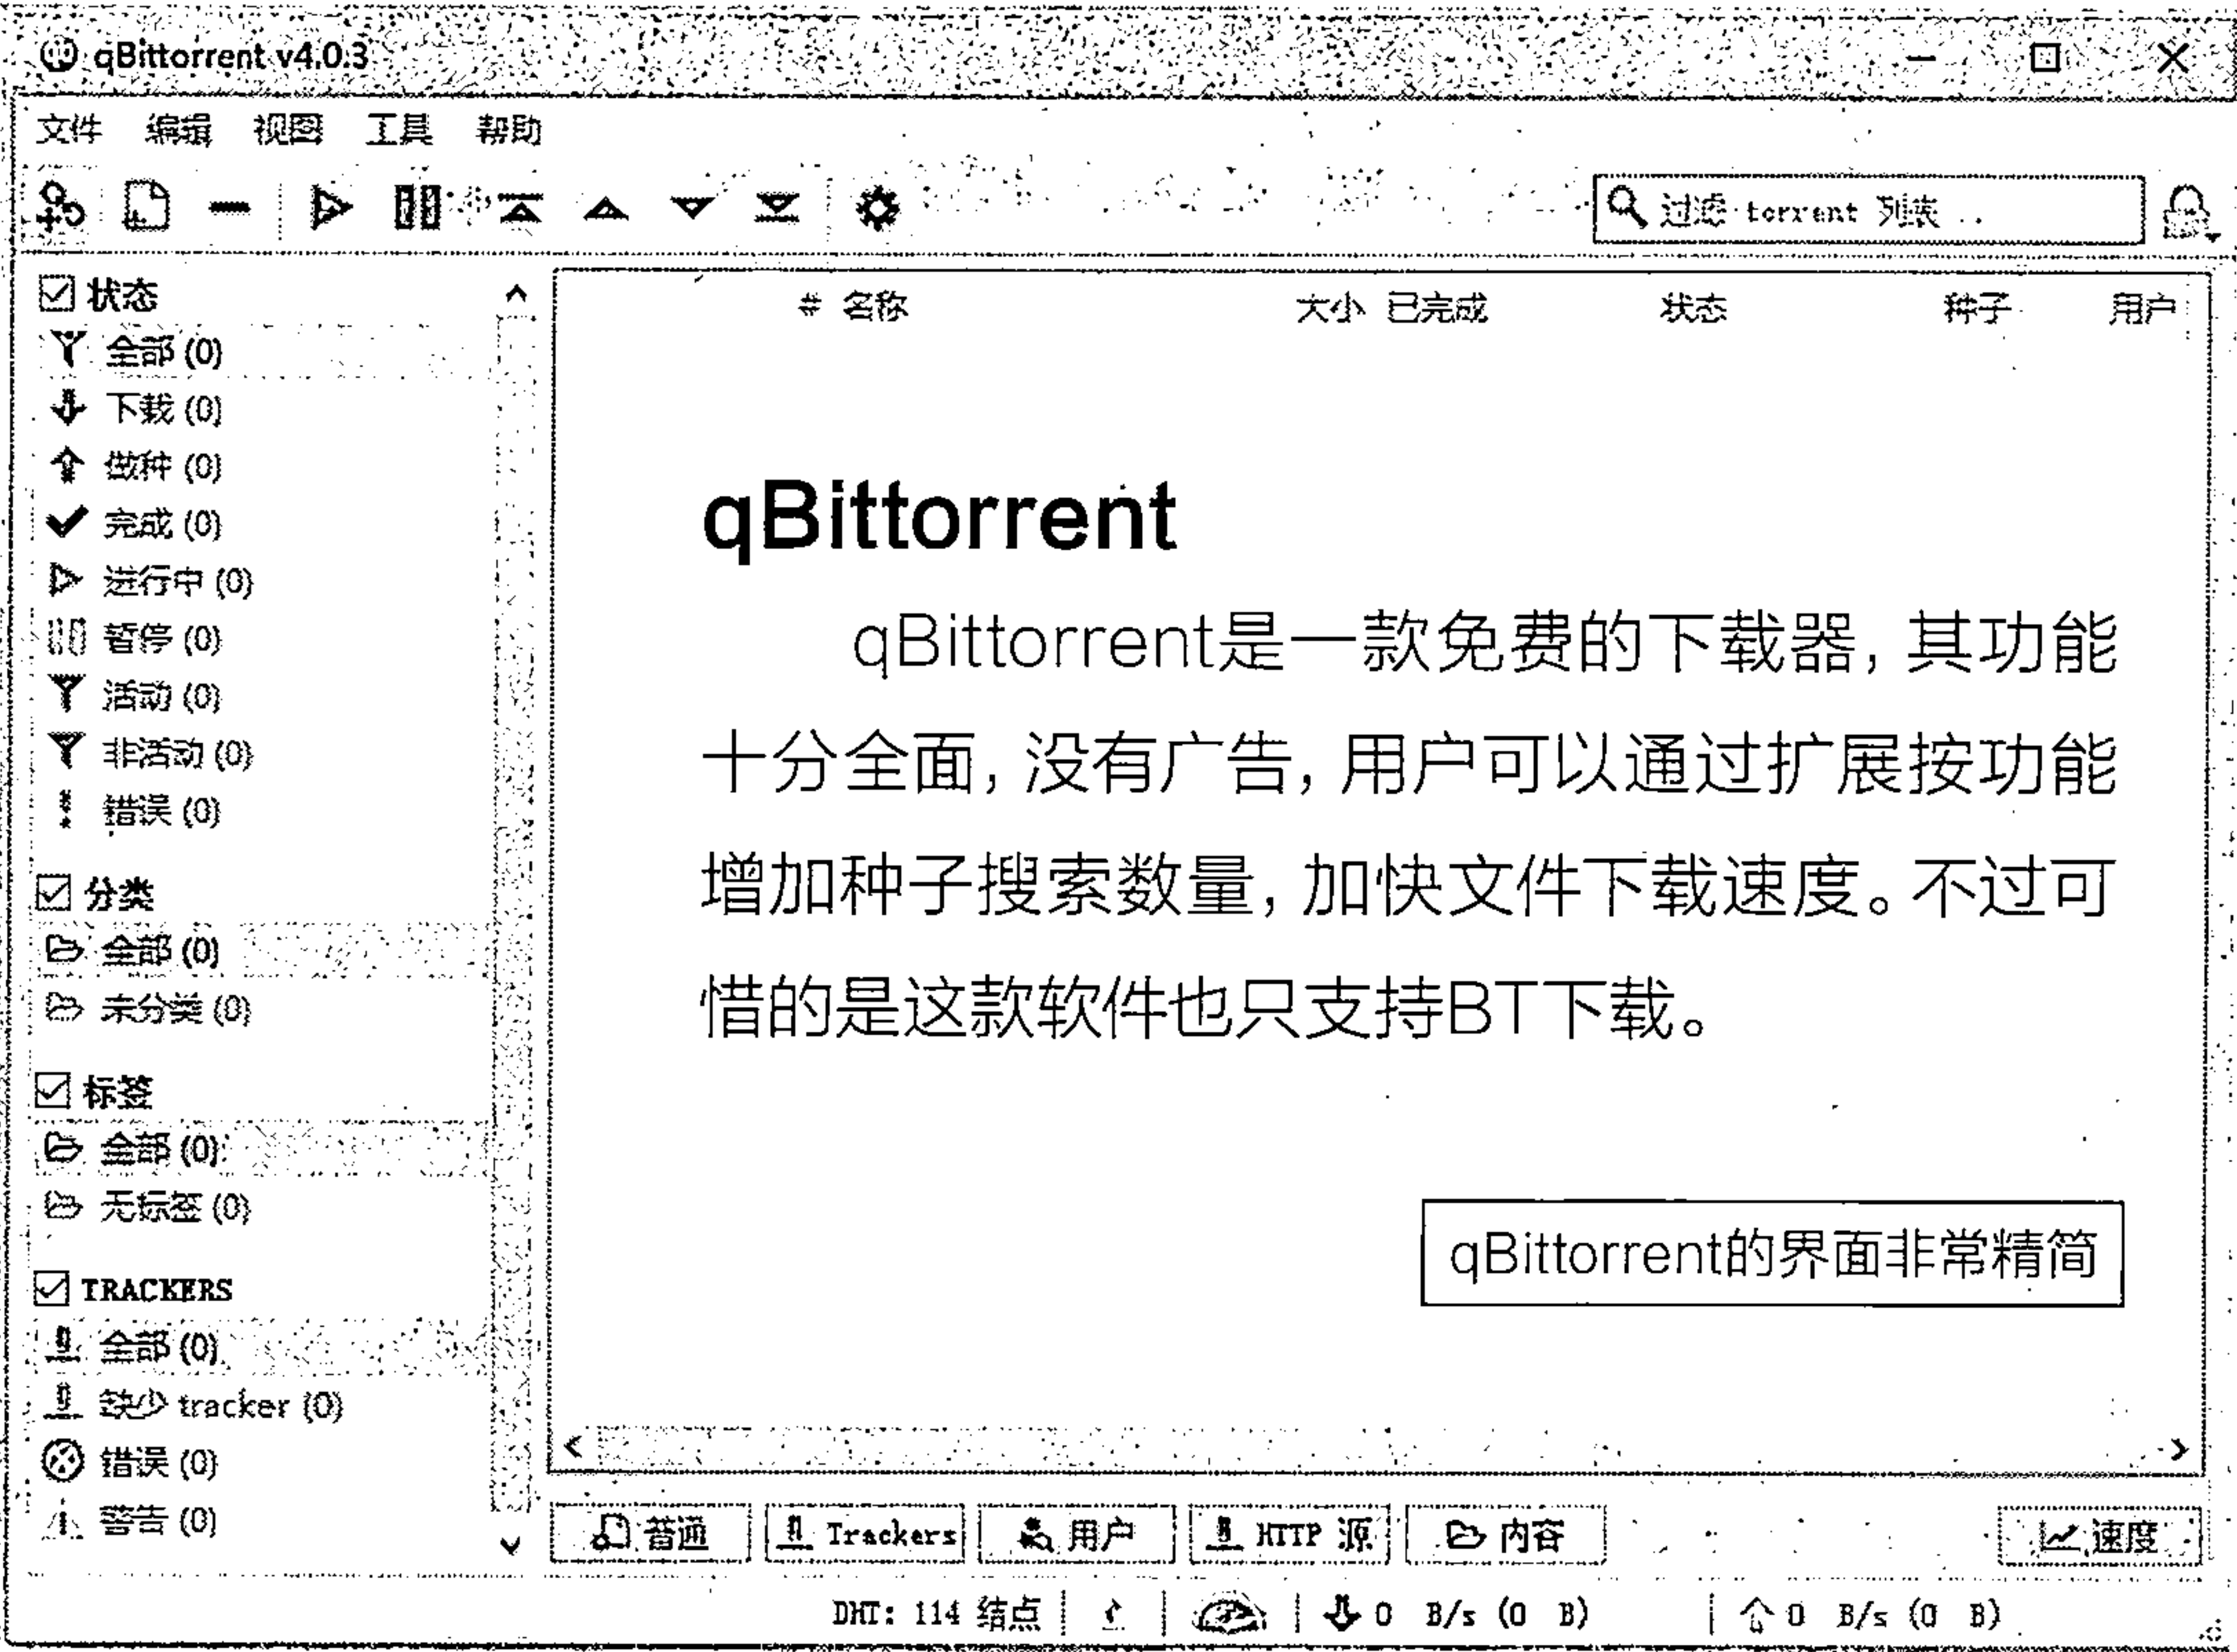 qBittorrent v4.0.3
文件 编辑 视图 工具 帮助
过滤 torrent 列表 ..
状态
全部 (0)
下载 (0)
做种 (0)
完成 (0)
进行中 (0)
暂停 (0)
活动 (0)
非活动 (0)
错误 (0)
分类
全部 (0)
未分类 (0)
标签
全部 (0)
无标签 (0)
TRACKERS
全部 (0)
缺少 tracker (0)
错误 (0)
警告 (0)
# 名称 大小 已完成 状态 种子 用户
qBittorrent
qBittorrent是一款免费的下载器，其功能
十分全面，没有广告，用户可以通过扩展按功能
增加种子搜索数量，加快文件下载速度。不过可
惜的是这款软件也只支持BT下载。
qBittorrent的界面非常精简
普通 Trackers 用户 HTTP 源 内容 速度
DHT: 114 结点 0 B/s (0 B) 0 B/s (0 B)